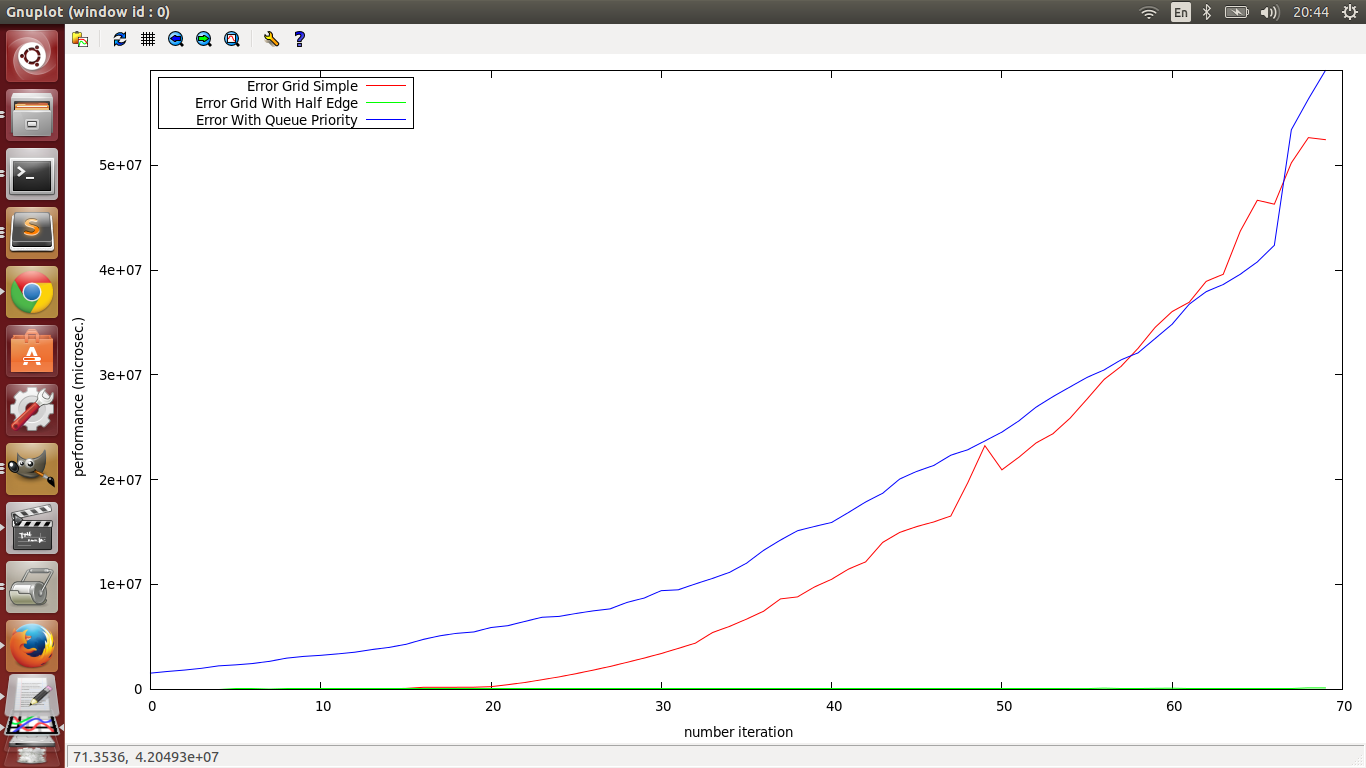 Gnuplot (window id : 0)
En
20:44
Error Grid Simple
Error Grid With Half Edge
Error With Queue Priority
5e+07
4e+07
3e+07
2e+07
1e+07
0
performance (microsec.)
0 10 20 30 40 50 60 70
number iteration
71.3536, 4.20493e+07